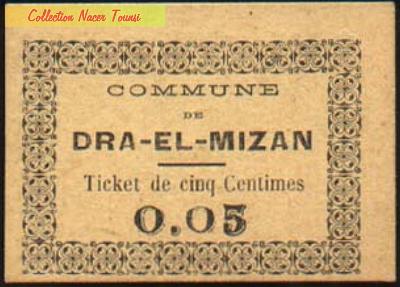 Collection Nacer Tounsi
COMMUNE
DE
DRA-EL-MIZAN
Ticket de cinq Centimes
0.05